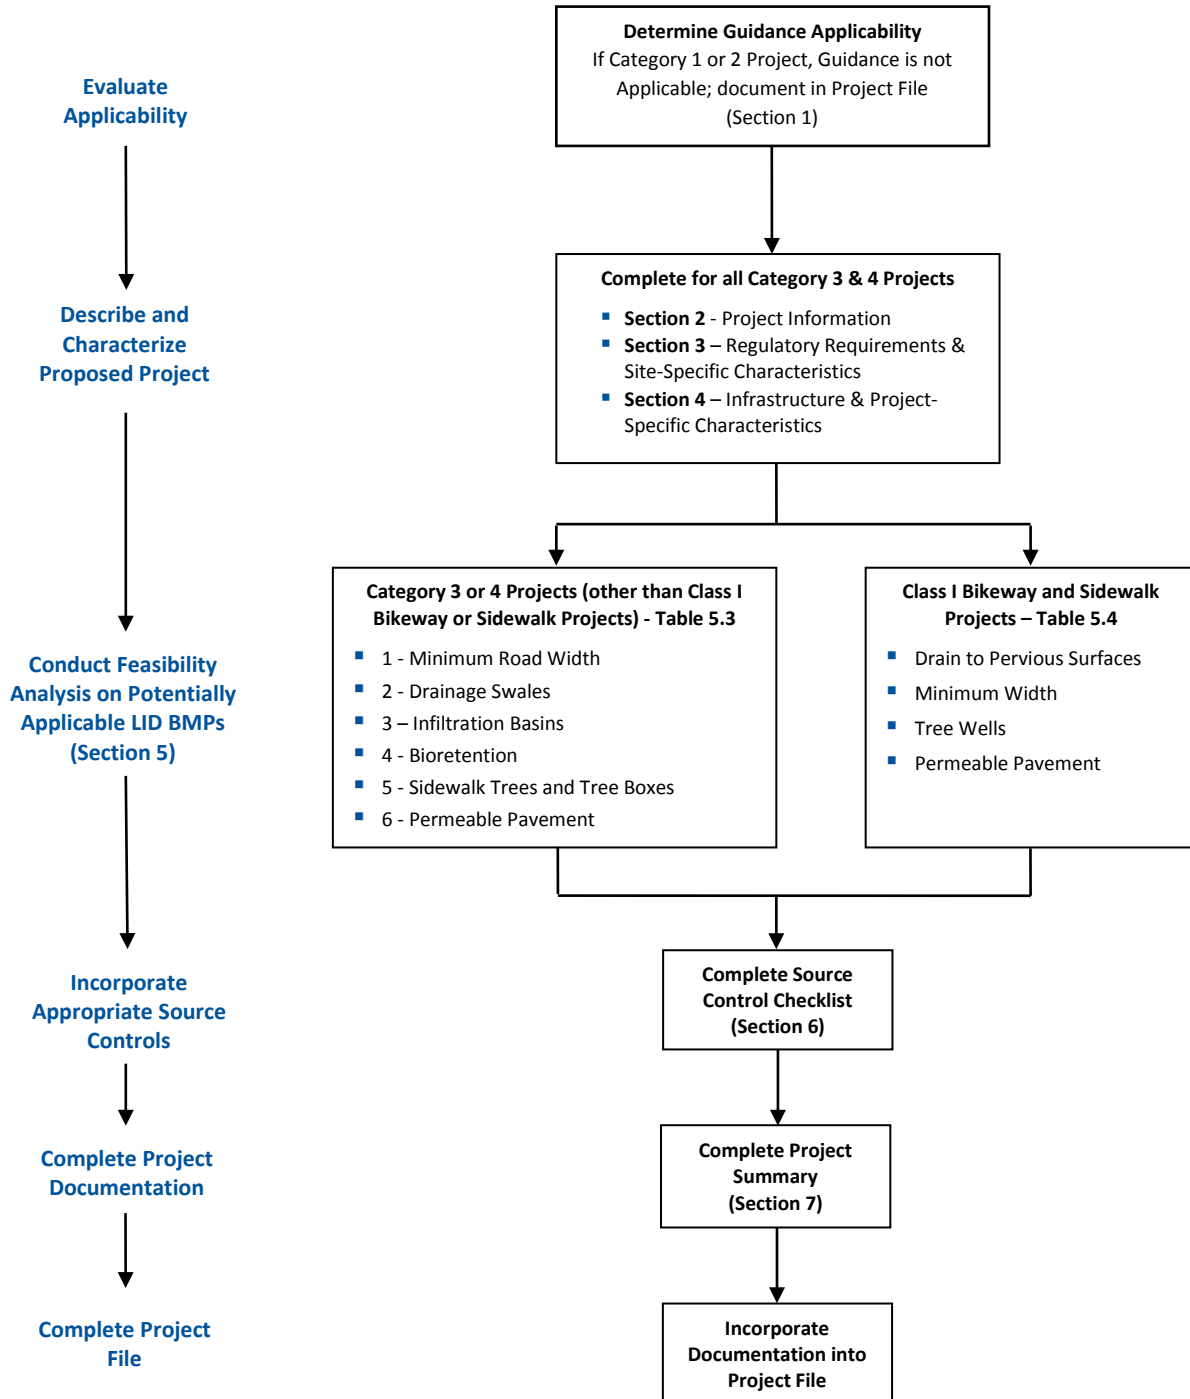 Evaluate
Applicability
Determine Guidance Applicability
If Category 1 or 2 Project, Guidance is not
Applicable; document in Project File
(Section 1)
Describe and
Characterize
Proposed Project
Complete for all Category 3 & 4 Projects
▪ Section 2 - Project Information
▪ Section 3 – Regulatory Requirements &
Site-Specific Characteristics
▪ Section 4 – Infrastructure & Project-
Specific Characteristics
Conduct Feasibility
Analysis on Potentially
Applicable LID BMPs
(Section 5)
Category 3 or 4 Projects (other than Class I
Bikeway or Sidewalk Projects) - Table 5.3
▪ 1 - Minimum Road Width
▪ 2 - Drainage Swales
▪ 3 – Infiltration Basins
▪ 4 - Bioretention
▪ 5 - Sidewalk Trees and Tree Boxes
▪ 6 - Permeable Pavement
Class I Bikeway and Sidewalk
Projects – Table 5.4
▪ Drain to Pervious Surfaces
▪ Minimum Width
▪ Tree Wells
▪ Permeable Pavement
Incorporate
Appropriate Source
Controls
Complete Source
Control Checklist
(Section 6)
Complete Project
Documentation
Complete Project
Summary
(Section 7)
Complete Project
File
Incorporate
Documentation into
Project File